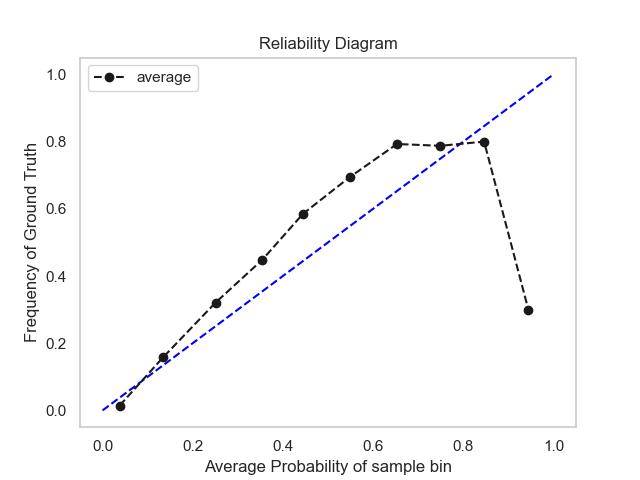 Reliability Diagram
average
Frequency of Ground Truth
1.0
0.8
0.6
0.4
0.2
0.0
0.0 0.2 0.4 0.6 0.8 1.0
Average Probability of sample bin